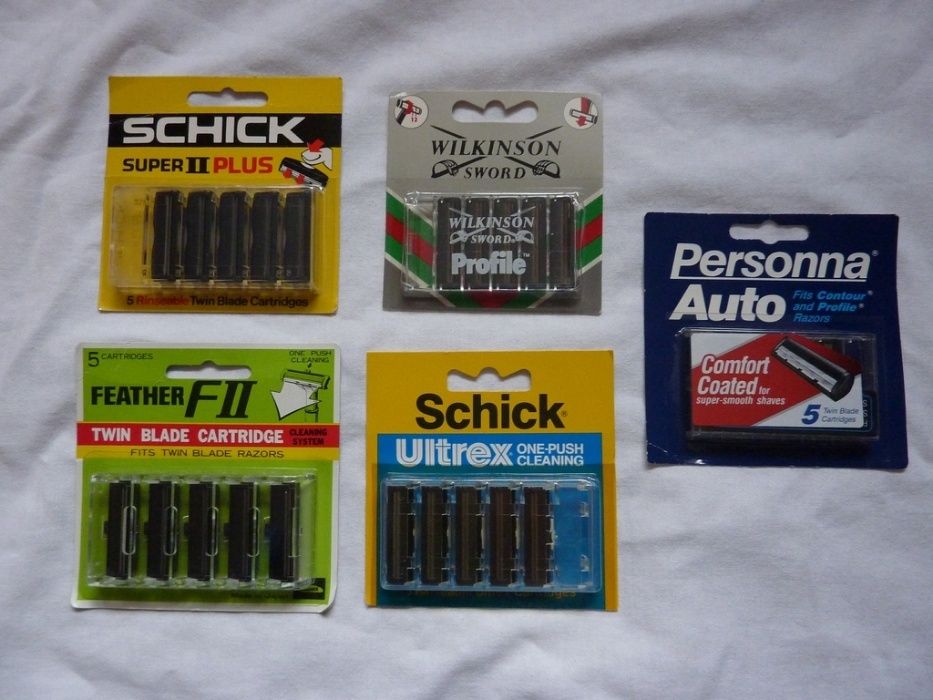 SCHICK
SUPER II PLUS
5 Rinseable Twin Blade Cartridges
WILKINSON
SWORD
WILKINSON
SWORD®
Profile™
Personna®
Auto
Fits Contour®
and Profile®
Razors
Comfort
Coated for
super-smooth shaves
5 Twin Blade
Cartridges
5 CARTRIDGES
ONE PUSH
CLEANING
FEATHER FII
TWIN BLADE CARTRIDGE
CLEANING
SYSTEM
FITS TWIN BLADE RAZORS
Schick®
Ultrex ONE-PUSH
CLEANING